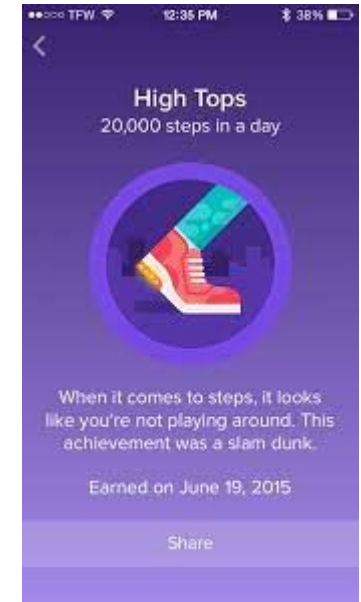 TFW 12:35 PM 38%
High Tops
20,000 steps in a day
When it comes to steps, it looks
like you're not playing around. This
achievement was a slam dunk.
Earned on June 19, 2015
Share